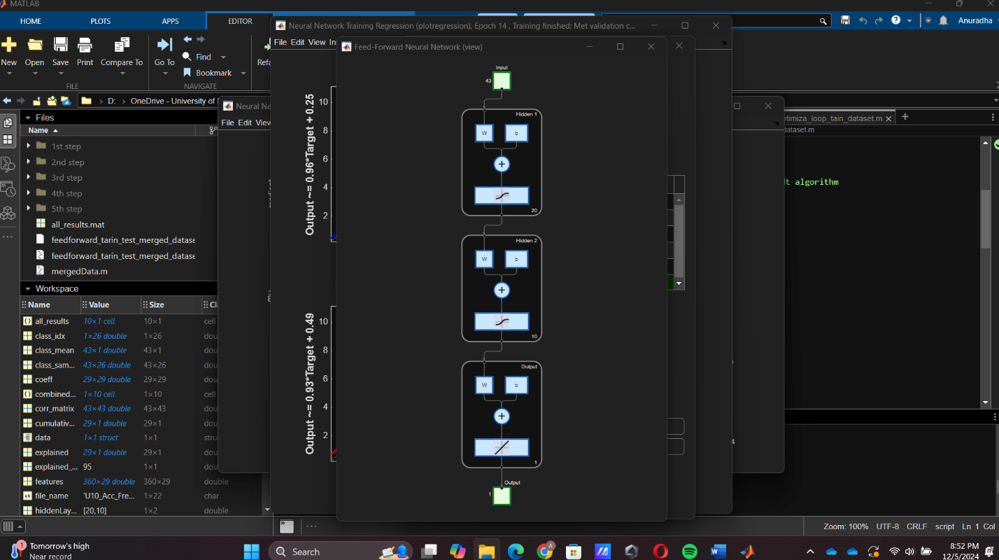 MATLAB
HOME PLOTS APPS EDITOR
Anuradha
New Open Save Print Compare To Go To Find Bookmark Refa
FILE NAVIGATE
D: OneDrive - University of
Files
Name
1st step
2nd step
3rd step
4th step
5th step
all_results.mat
feedforward_tarin_test_merged_datase
feedforward_tarin_test_merged_datase
mergedData.m
Workspace
Name Value Size Cl
all_results 10×1 cell 10×1 cell
class_idx 1×26 double 1×26 dou
class_mean 43×1 double 43×1 dou
class_sam... 43×26 double 43×26 dou
coeff 29×29 double 29×29 dou
combined... 1×10 cell 1×10 cell
corr_matrix 43×43 double 43×43 dou
cumulativ... 29×1 double 29×1 dou
data 1×1 struct 1×1 stru
explained 29×1 double 29×1 dou
explained_... 95 1×1 dou
features 360×29 double 360×29 double
file_name 'U10_Acc_Fre... 1×22 char
hiddenLay... [20,10] 1×2 double
Neural Ne
File Edit View
Neural Network Training Regression (plotregression), Epoch 14 , Training finished: Met validation c...
File Edit View In
Output ~= 0.96*Target + 0.25
10
8
6
4
2
Output ~= 0.93*Target + 0.49
10
8
6
4
2
Feed-Forward Neural Network (view)
Input
43
Hidden 1
W b
+
20
Hidden 2
W b
+
10
Output
W b
+
1
Output
1
ptimiza_loop_tain_dataset.m
dataset.m
lt algorithm
4
Zoom: 100% UTF-8 CRLF script Ln 1 Col
1
Tomorrow's high
Near record
Search
A
8:52 PM
12/5/2024